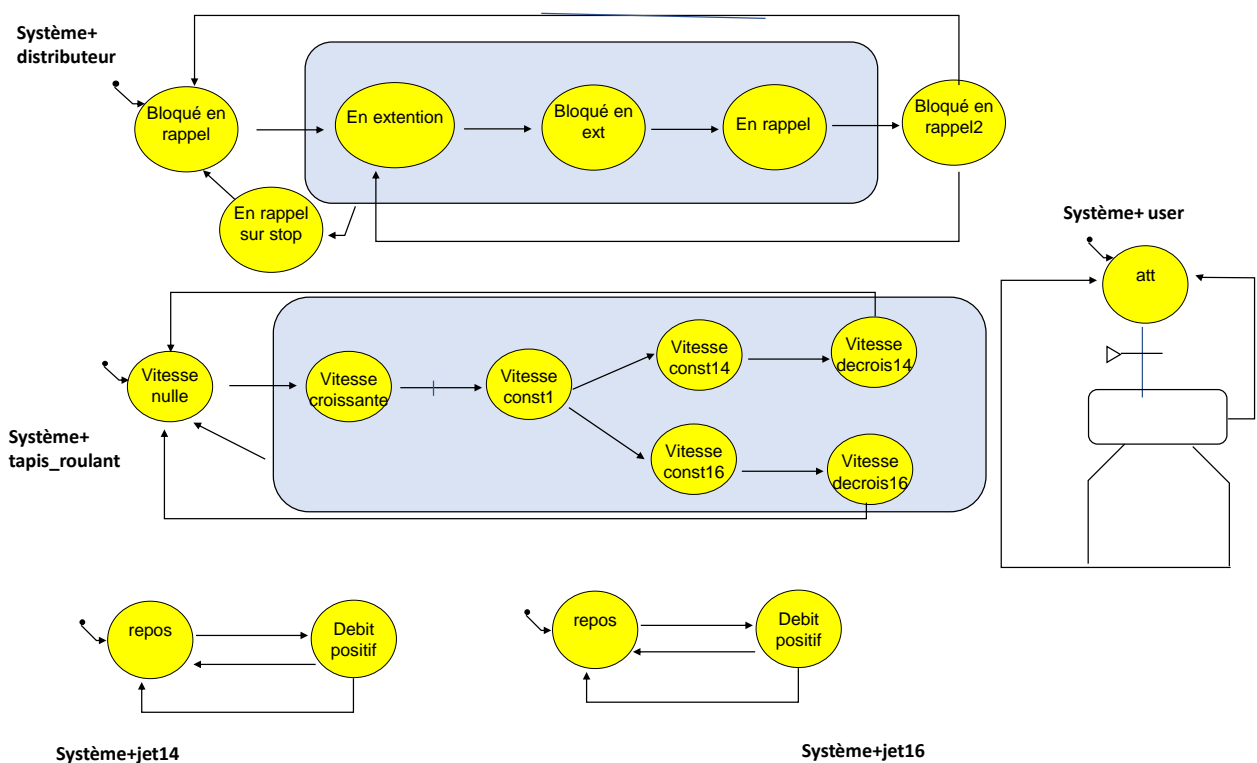 Système+
distributeur
Bloqué en
rappel
En extention
Bloqué en
ext
En rappel
Bloqué en
rappel2
En rappel
sur stop
Système+ user
att
Vitesse
nulle
Vitesse
croissante
Vitesse
const1
Vitesse
const14
Vitesse
decrois14
Vitesse
const16
Vitesse
decrois16
Système+
tapis_roulant
repos
Debit
positif
repos
Debit
positif
Système+jet14
Système+jet16